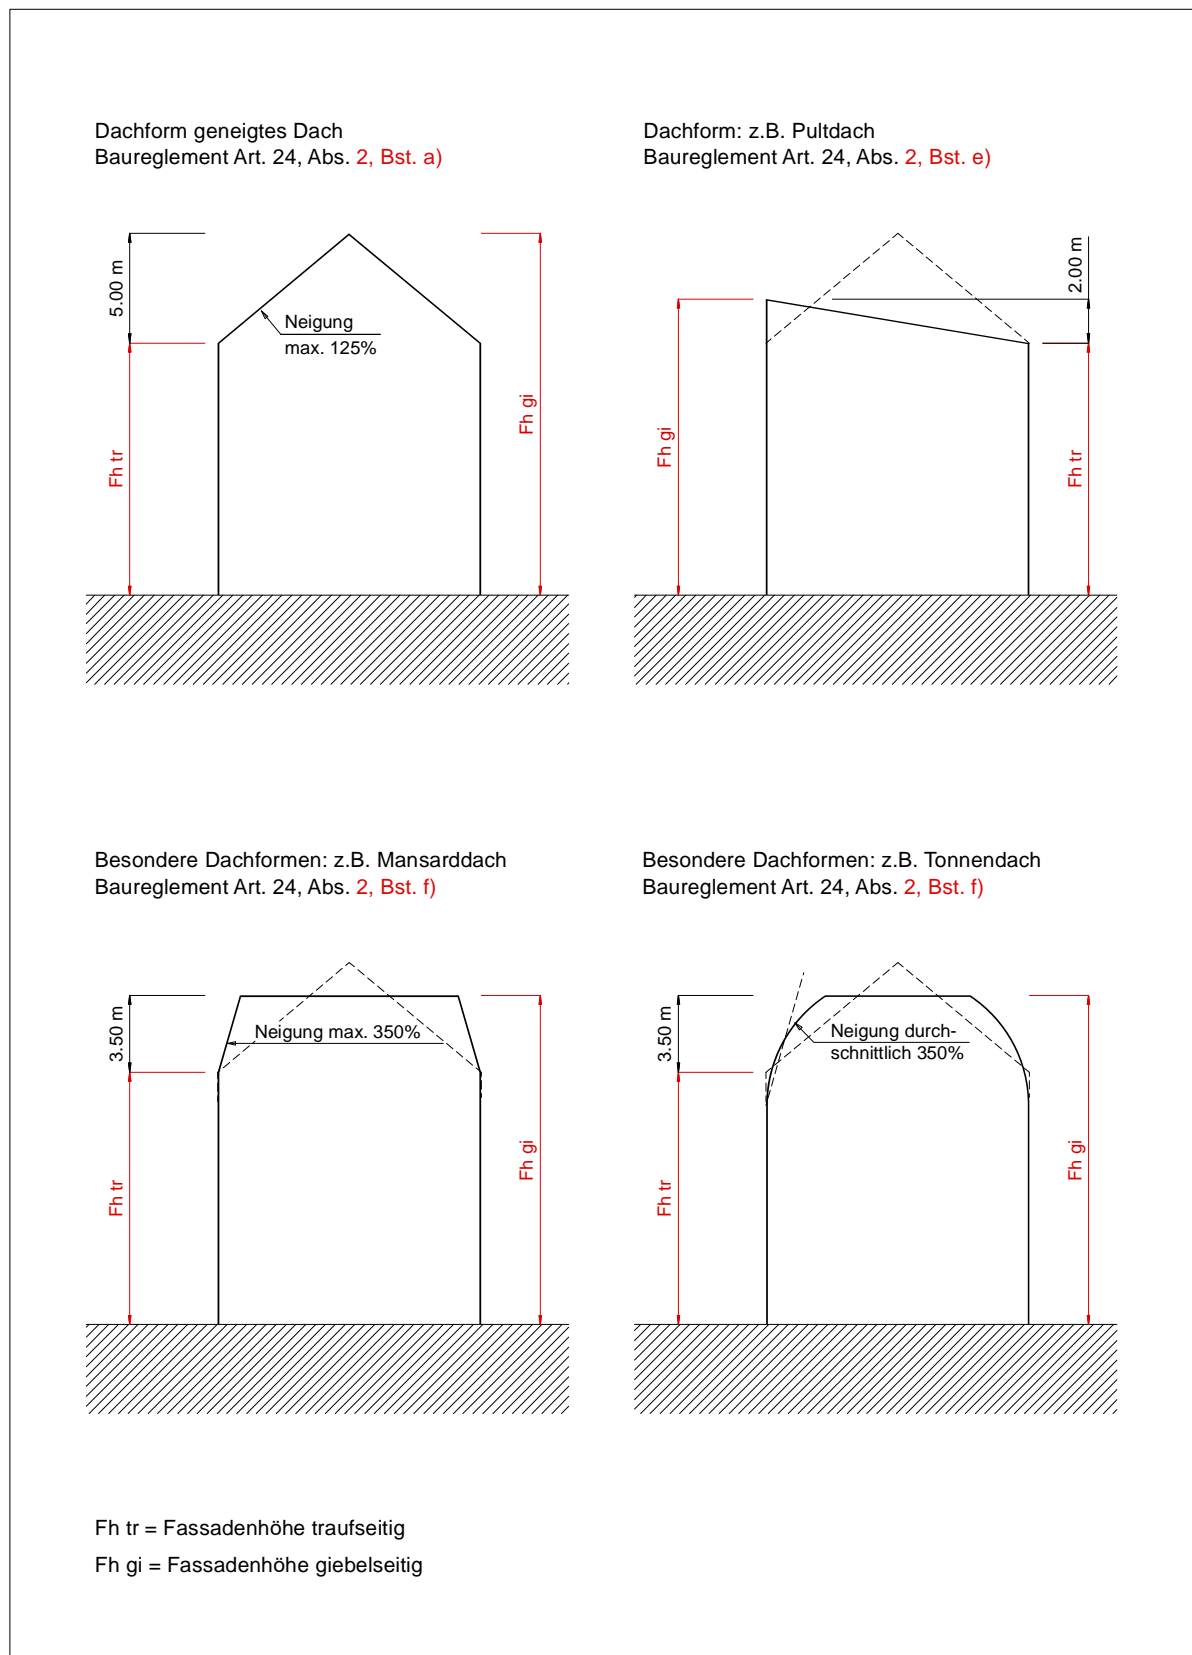 Dachform geneigtes Dach
Baureglement Art. 24, Abs. 2, Bst. a)
5.00 m
Neigung
max. 125%
Fh tr
Fh gi
Dachform: z.B. Pultdach
Baureglement Art. 24, Abs. 2, Bst. e)
2.00 m
Fh gi
Fh tr
Besondere Dachformen: z.B. Mansarddach
Baureglement Art. 24, Abs. 2, Bst. f)
3.50 m
Neigung max. 350%
Fh tr
Fh gi
Besondere Dachformen: z.B. Tonnendach
Baureglement Art. 24, Abs. 2, Bst. f)
3.50 m
Neigung durch-
schnittlich 350%
Fh tr
Fh gi
Fh tr = Fassadenhöhe traufseitig
Fh gi = Fassadenhöhe giebelseitig